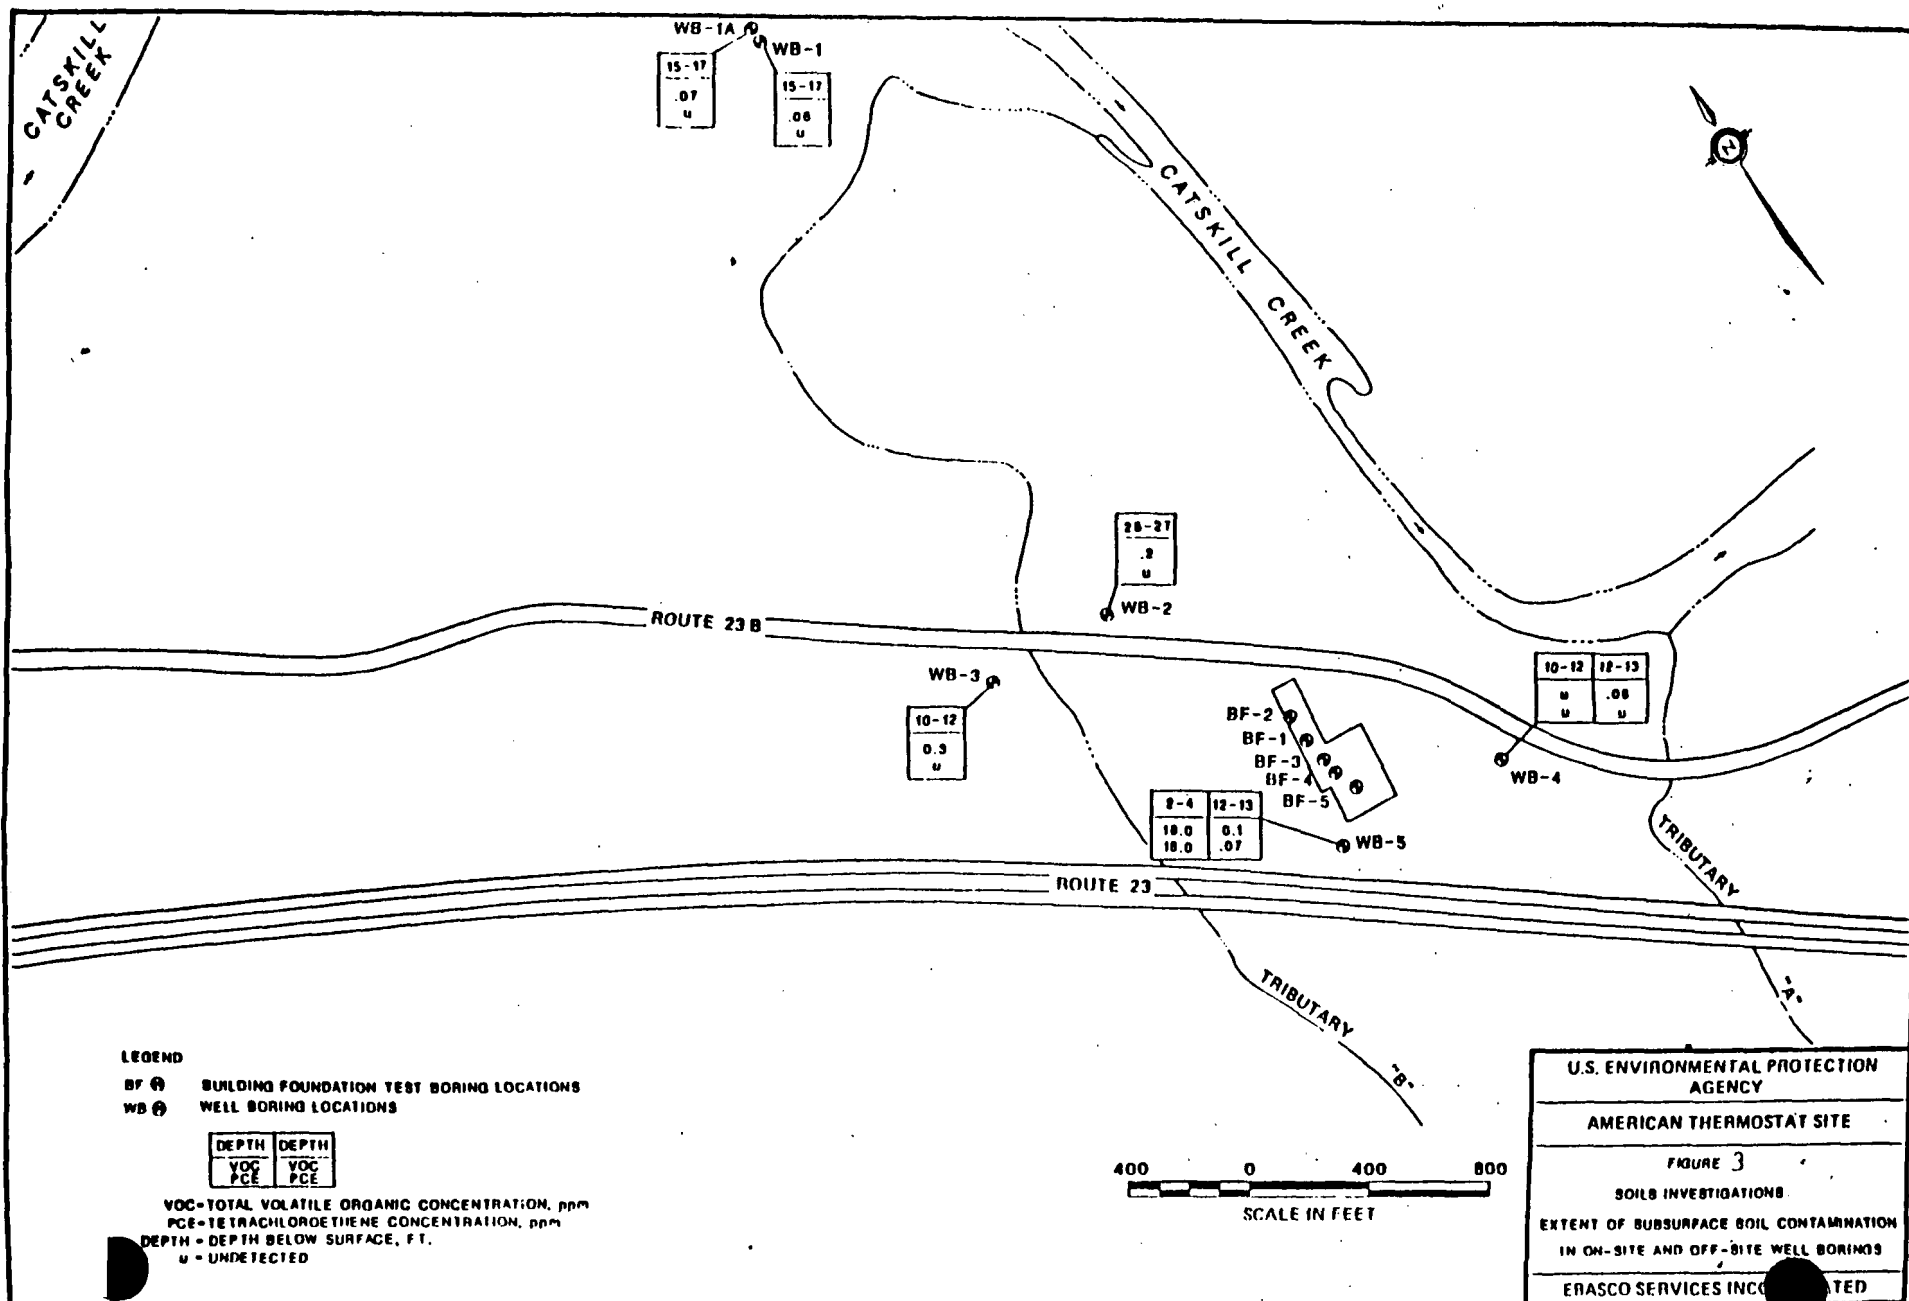 CATSKILL
CREEK
WB-1A
WB-1
15-17
.07
u
15-17
.06
u
CATSKILL CREEK
N
26-27
.2
u
WB-2
ROUTE 23B
WB-3
10-12
0.3
u
10-12 12-13
u .06
u u
WB-4
BF-2
BF-1
BF-3
BF-4
BF-5
2-4 12-13
18.0 0.1
18.0 .07
WB-5
ROUTE 23
TRIBUTARY
"A"
TRIBUTARY
"B"
LEGEND
BF BUILDING FOUNDATION TEST BORING LOCATIONS
WB WELL BORING LOCATIONS
DEPTH DEPTH
VOC VOC
PCE PCE
VOC=TOTAL VOLATILE ORGANIC CONCENTRATION, ppm
PCE=TETRACHLOROETHENE CONCENTRATION, ppm
DEPTH = DEPTH BELOW SURFACE, FT.
u = UNDETECTED
400 0 400 800
SCALE IN FEET
U.S. ENVIRONMENTAL PROTECTION
AGENCY
AMERICAN THERMOSTAT SITE
FIGURE 3
SOILS INVESTIGATIONS
EXTENT OF SUBSURFACE SOIL CONTAMINATION
IN ON-SITE AND OFF-SITE WELL BORINGS
EBASCO SERVICES